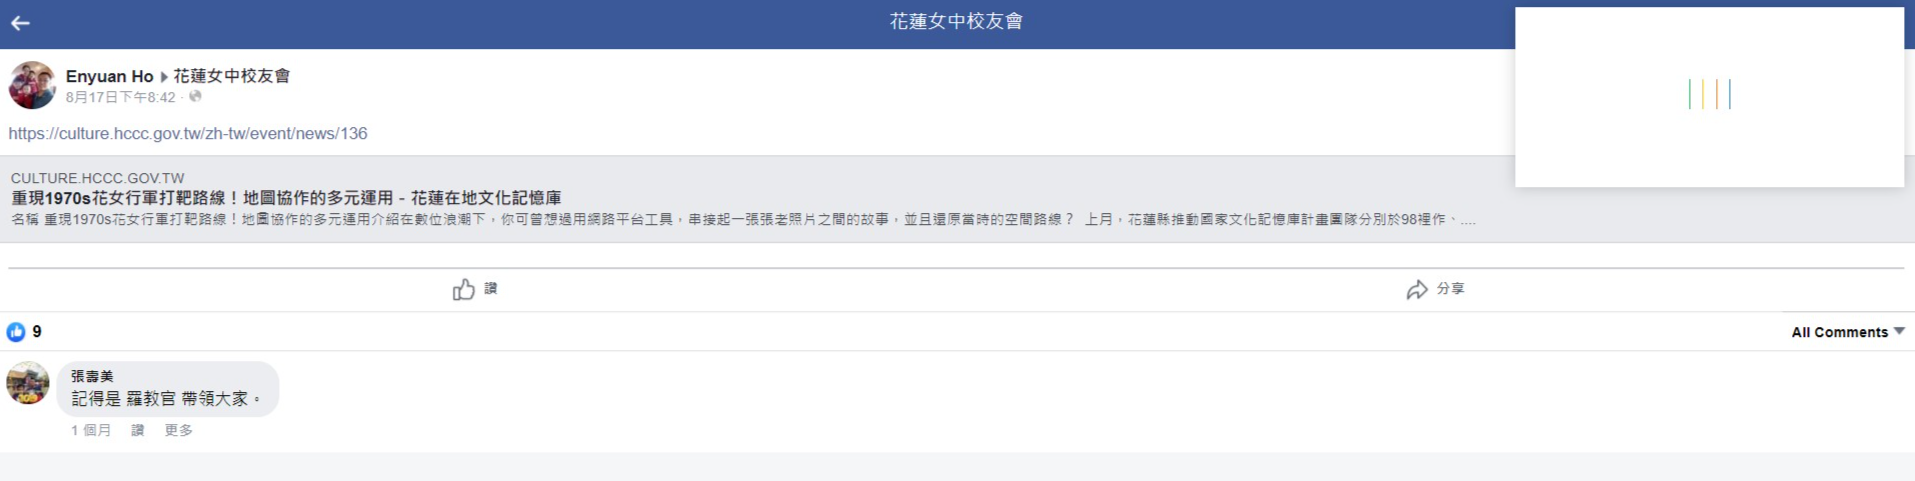 花蓮女中校友會
Enyuan Ho ▸ 花蓮女中校友會
8月17日下午8:42 ·
https://culture.hccc.gov.tw/zh-tw/event/news/136
CULTURE.HCCC.GOV.TW
重現1970s花女行軍打靶路線！地圖協作的多元運用 - 花蓮在地文化記憶庫
名稱 重現1970s花女行軍打靶路線！地圖協作的多元運用介紹在數位浪潮下，你可曾想過用網路平台工具，串接起一張張老照片之間的故事，並且還原當時的空間路線？ 上月，花蓮縣推動國家文化記憶庫計畫團隊分別於98裡作、....
讚
分享
9
All Comments
張壽美
記得是 羅教官 帶領大家。
1 個月 讚 更多